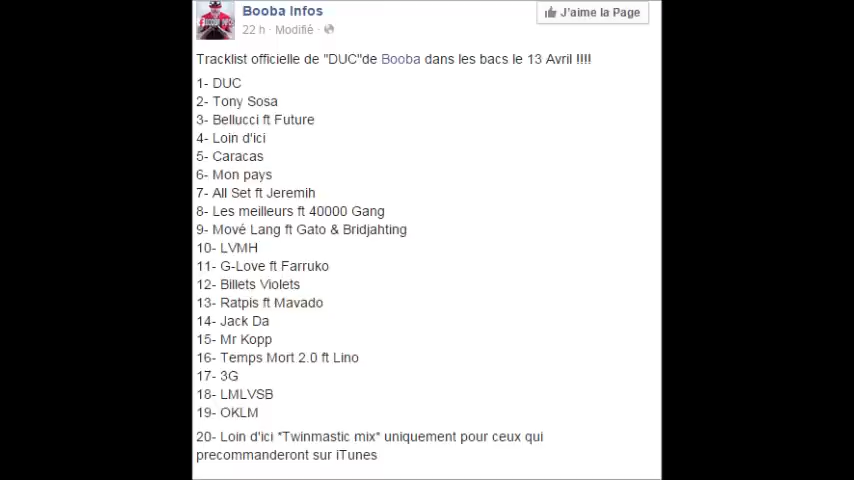 Booba Infos
J'aime la Page
22 h · Modifié ·
Tracklist officielle de "DUC"de Booba dans les bacs le 13 Avril !!!!
1- DUC
2- Tony Sosa
3- Bellucci ft Future
4- Loin d'ici
5- Caracas
6- Mon pays
7- All Set ft Jeremih
8- Les meilleurs ft 40000 Gang
9- Mové Lang ft Gato & Bridjahting
10- LVMH
11- G-Love ft Farruko
12- Billets Violets
13- Ratpis ft Mavado
14- Jack Da
15- Mr Kopp
16- Temps Mort 2.0 ft Lino
17- 3G
18- LMLVSB
19- OKLM
20- Loin d'ici *Twinmastic mix* uniquement pour ceux qui
precommanderont sur iTunes